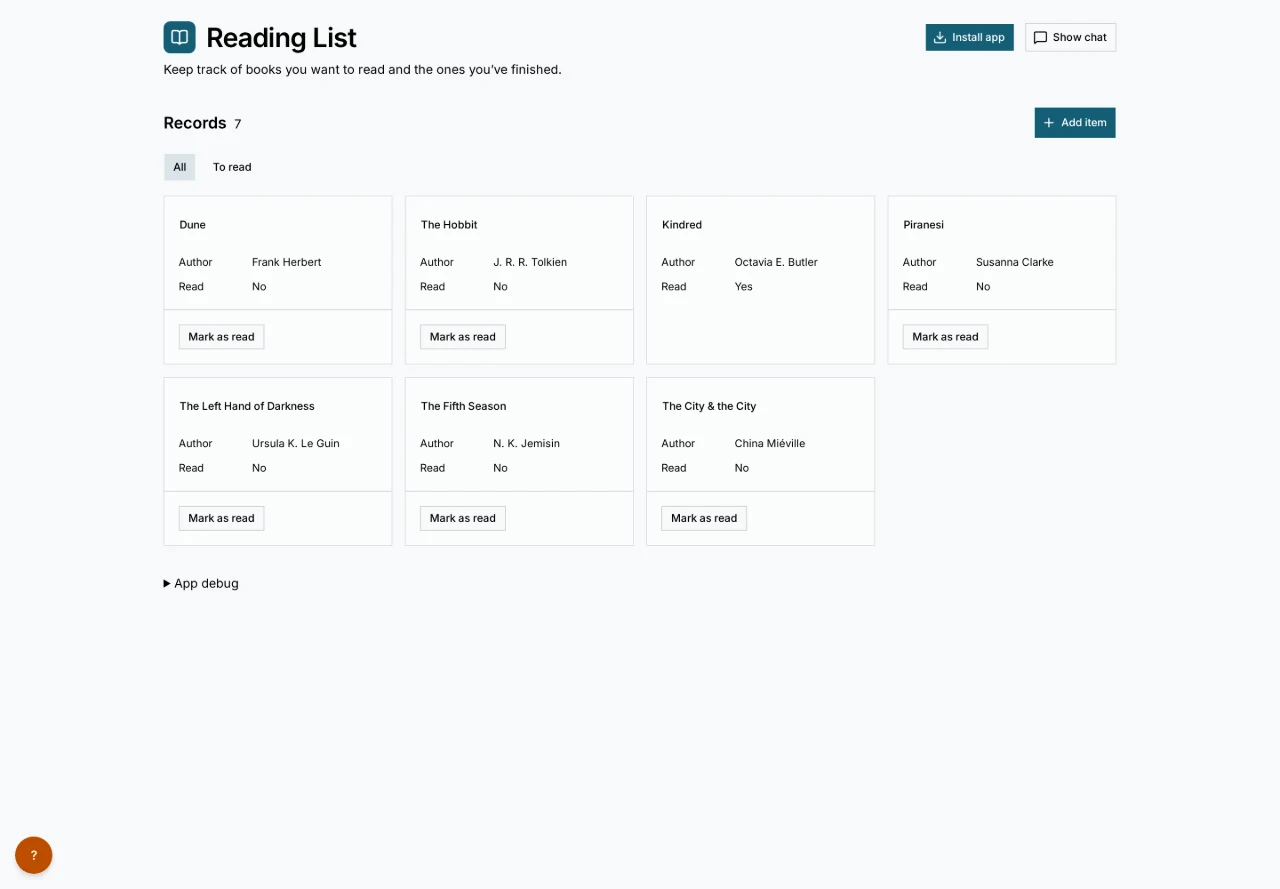 Reading List
Install app
Show chat
Keep track of books you want to read and the ones you’ve finished.
Records 7
Add item
All
To read
Dune
Author Frank Herbert
Read No
Mark as read
The Hobbit
Author J. R. R. Tolkien
Read No
Mark as read
Kindred
Author Octavia E. Butler
Read Yes
Piranesi
Author Susanna Clarke
Read No
Mark as read
The Left Hand of Darkness
Author Ursula K. Le Guin
Read No
Mark as read
The Fifth Season
Author N. K. Jemisin
Read No
Mark as read
The City & the City
Author China Miéville
Read No
Mark as read
App debug
?